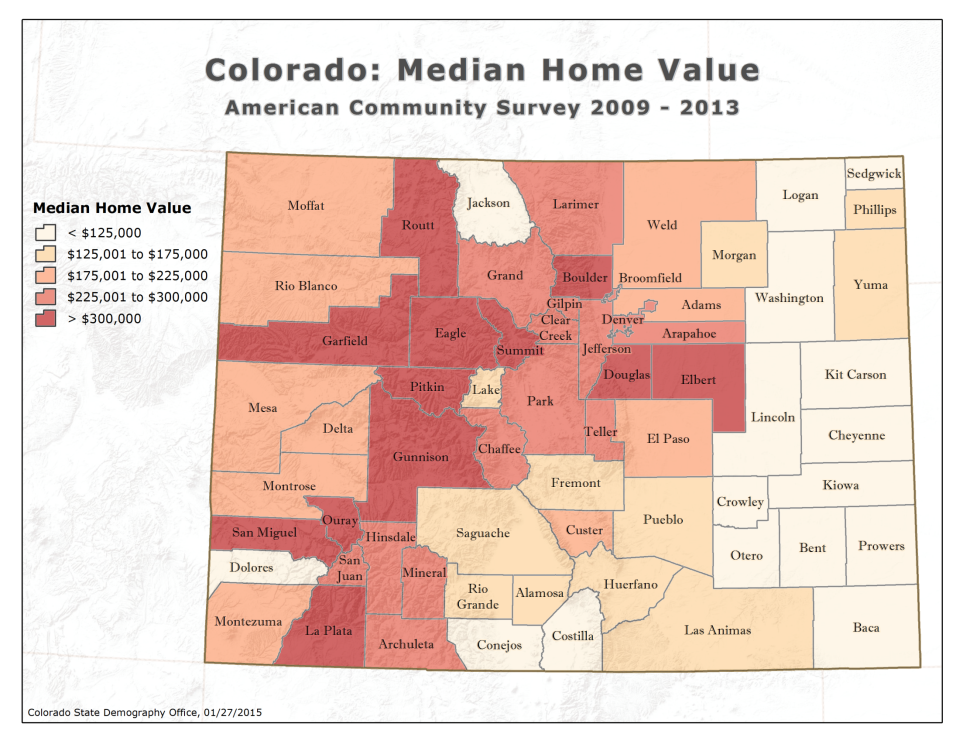 Colorado: Median Home Value
American Community Survey 2009 - 2013
Median Home Value
< $125,000
$125,001 to $175,000
$175,001 to $225,000
$225,001 to $300,000
> $300,000
Moffat
Routt
Jackson
Larimer
Weld
Logan
Sedgwick
Phillips
Morgan
Rio Blanco
Grand
Boulder
Broomfield
Washington
Yuma
Gilpin
Adams
Clear
Creek
Denver
Arapahoe
Garfield
Eagle
Summit
Jefferson
Douglas
Elbert
Kit Carson
Pitkin
Lake
Park
Mesa
Delta
Lincoln
Gunnison
Chaffee
Teller
El Paso
Cheyenne
Montrose
Fremont
Kiowa
Crowley
Ouray
San Miguel
Hinsdale
Saguache
Custer
Pueblo
Dolores
San
Juan
Mineral
Otero
Bent
Prowers
Rio
Grande
Alamosa
Huerfano
Montezuma
La Plata
Archuleta
Conejos
Costilla
Las Animas
Baca
Colorado State Demography Office, 01/27/2015